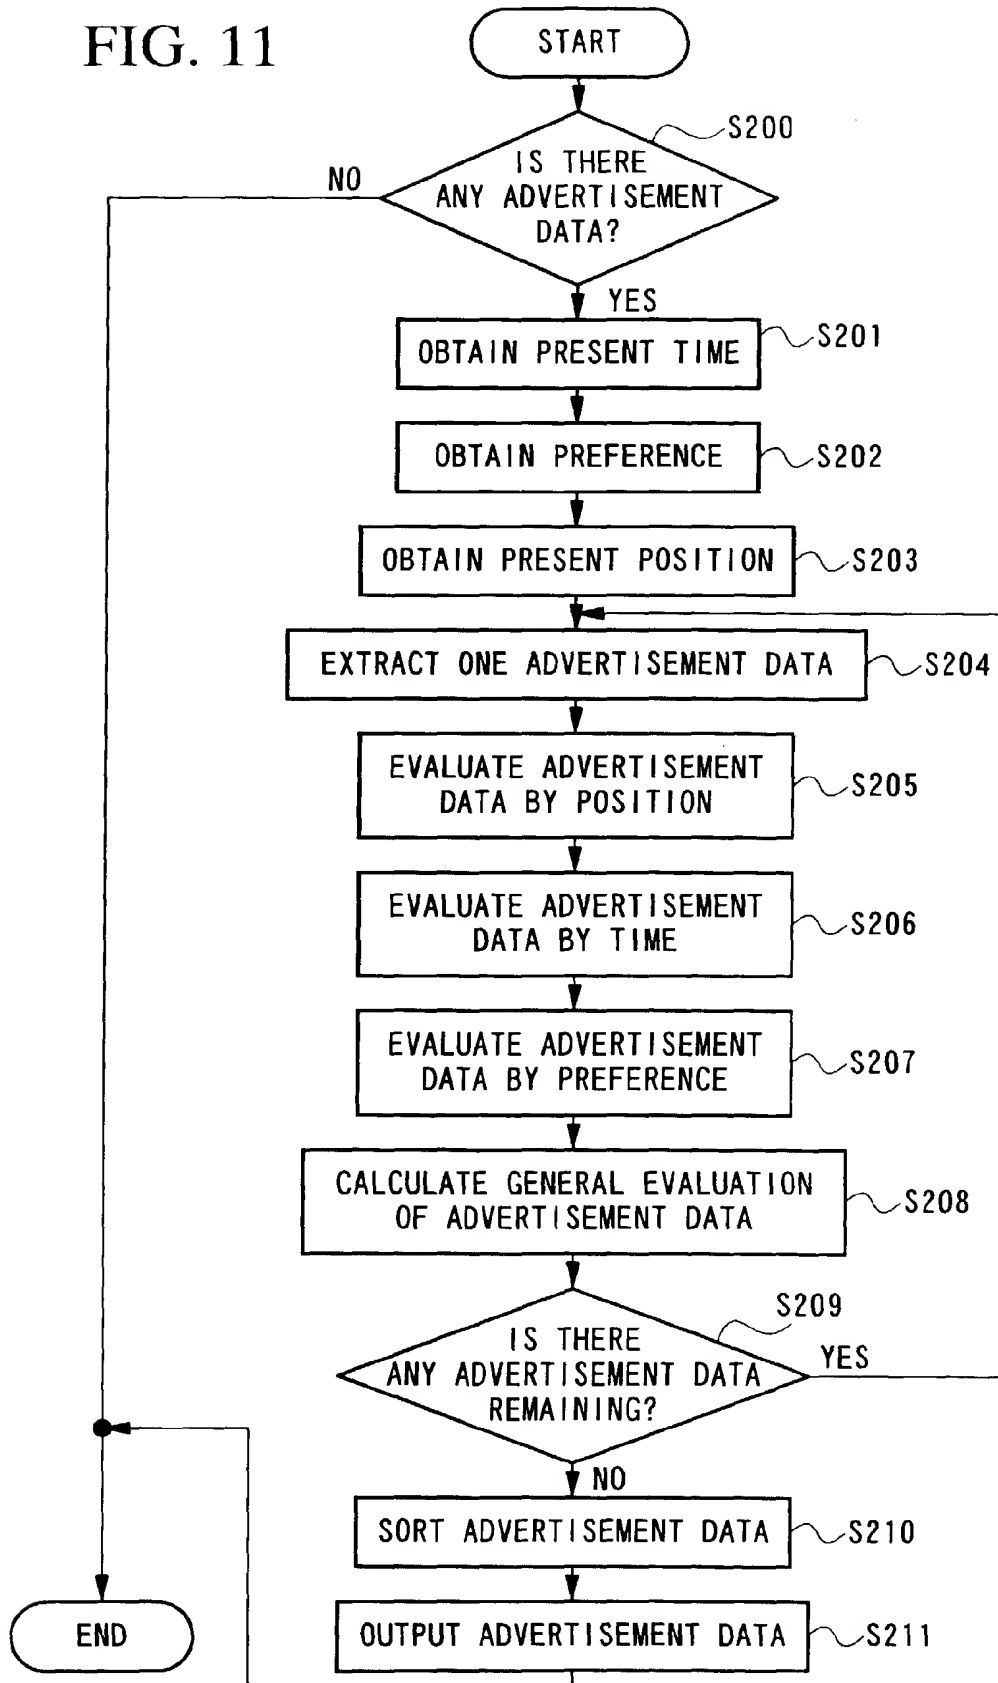 FIG. 11
START
S200
IS THERE
ANY ADVERTISEMENT
DATA?
NO
YES
OBTAIN PRESENT TIME
S201
OBTAIN PREFERENCE
S202
OBTAIN PRESENT POSITION
S203
EXTRACT ONE ADVERTISEMENT DATA
S204
EVALUATE ADVERTISEMENT
DATA BY POSITION
S205
EVALUATE ADVERTISEMENT
DATA BY TIME
S206
EVALUATE ADVERTISEMENT
DATA BY PREFERENCE
S207
CALCULATE GENERAL EVALUATION
OF ADVERTISEMENT DATA
S208
S209
IS THERE
ANY ADVERTISEMENT DATA
REMAINING?
YES
NO
SORT ADVERTISEMENT DATA
S210
END
OUTPUT ADVERTISEMENT DATA
S211